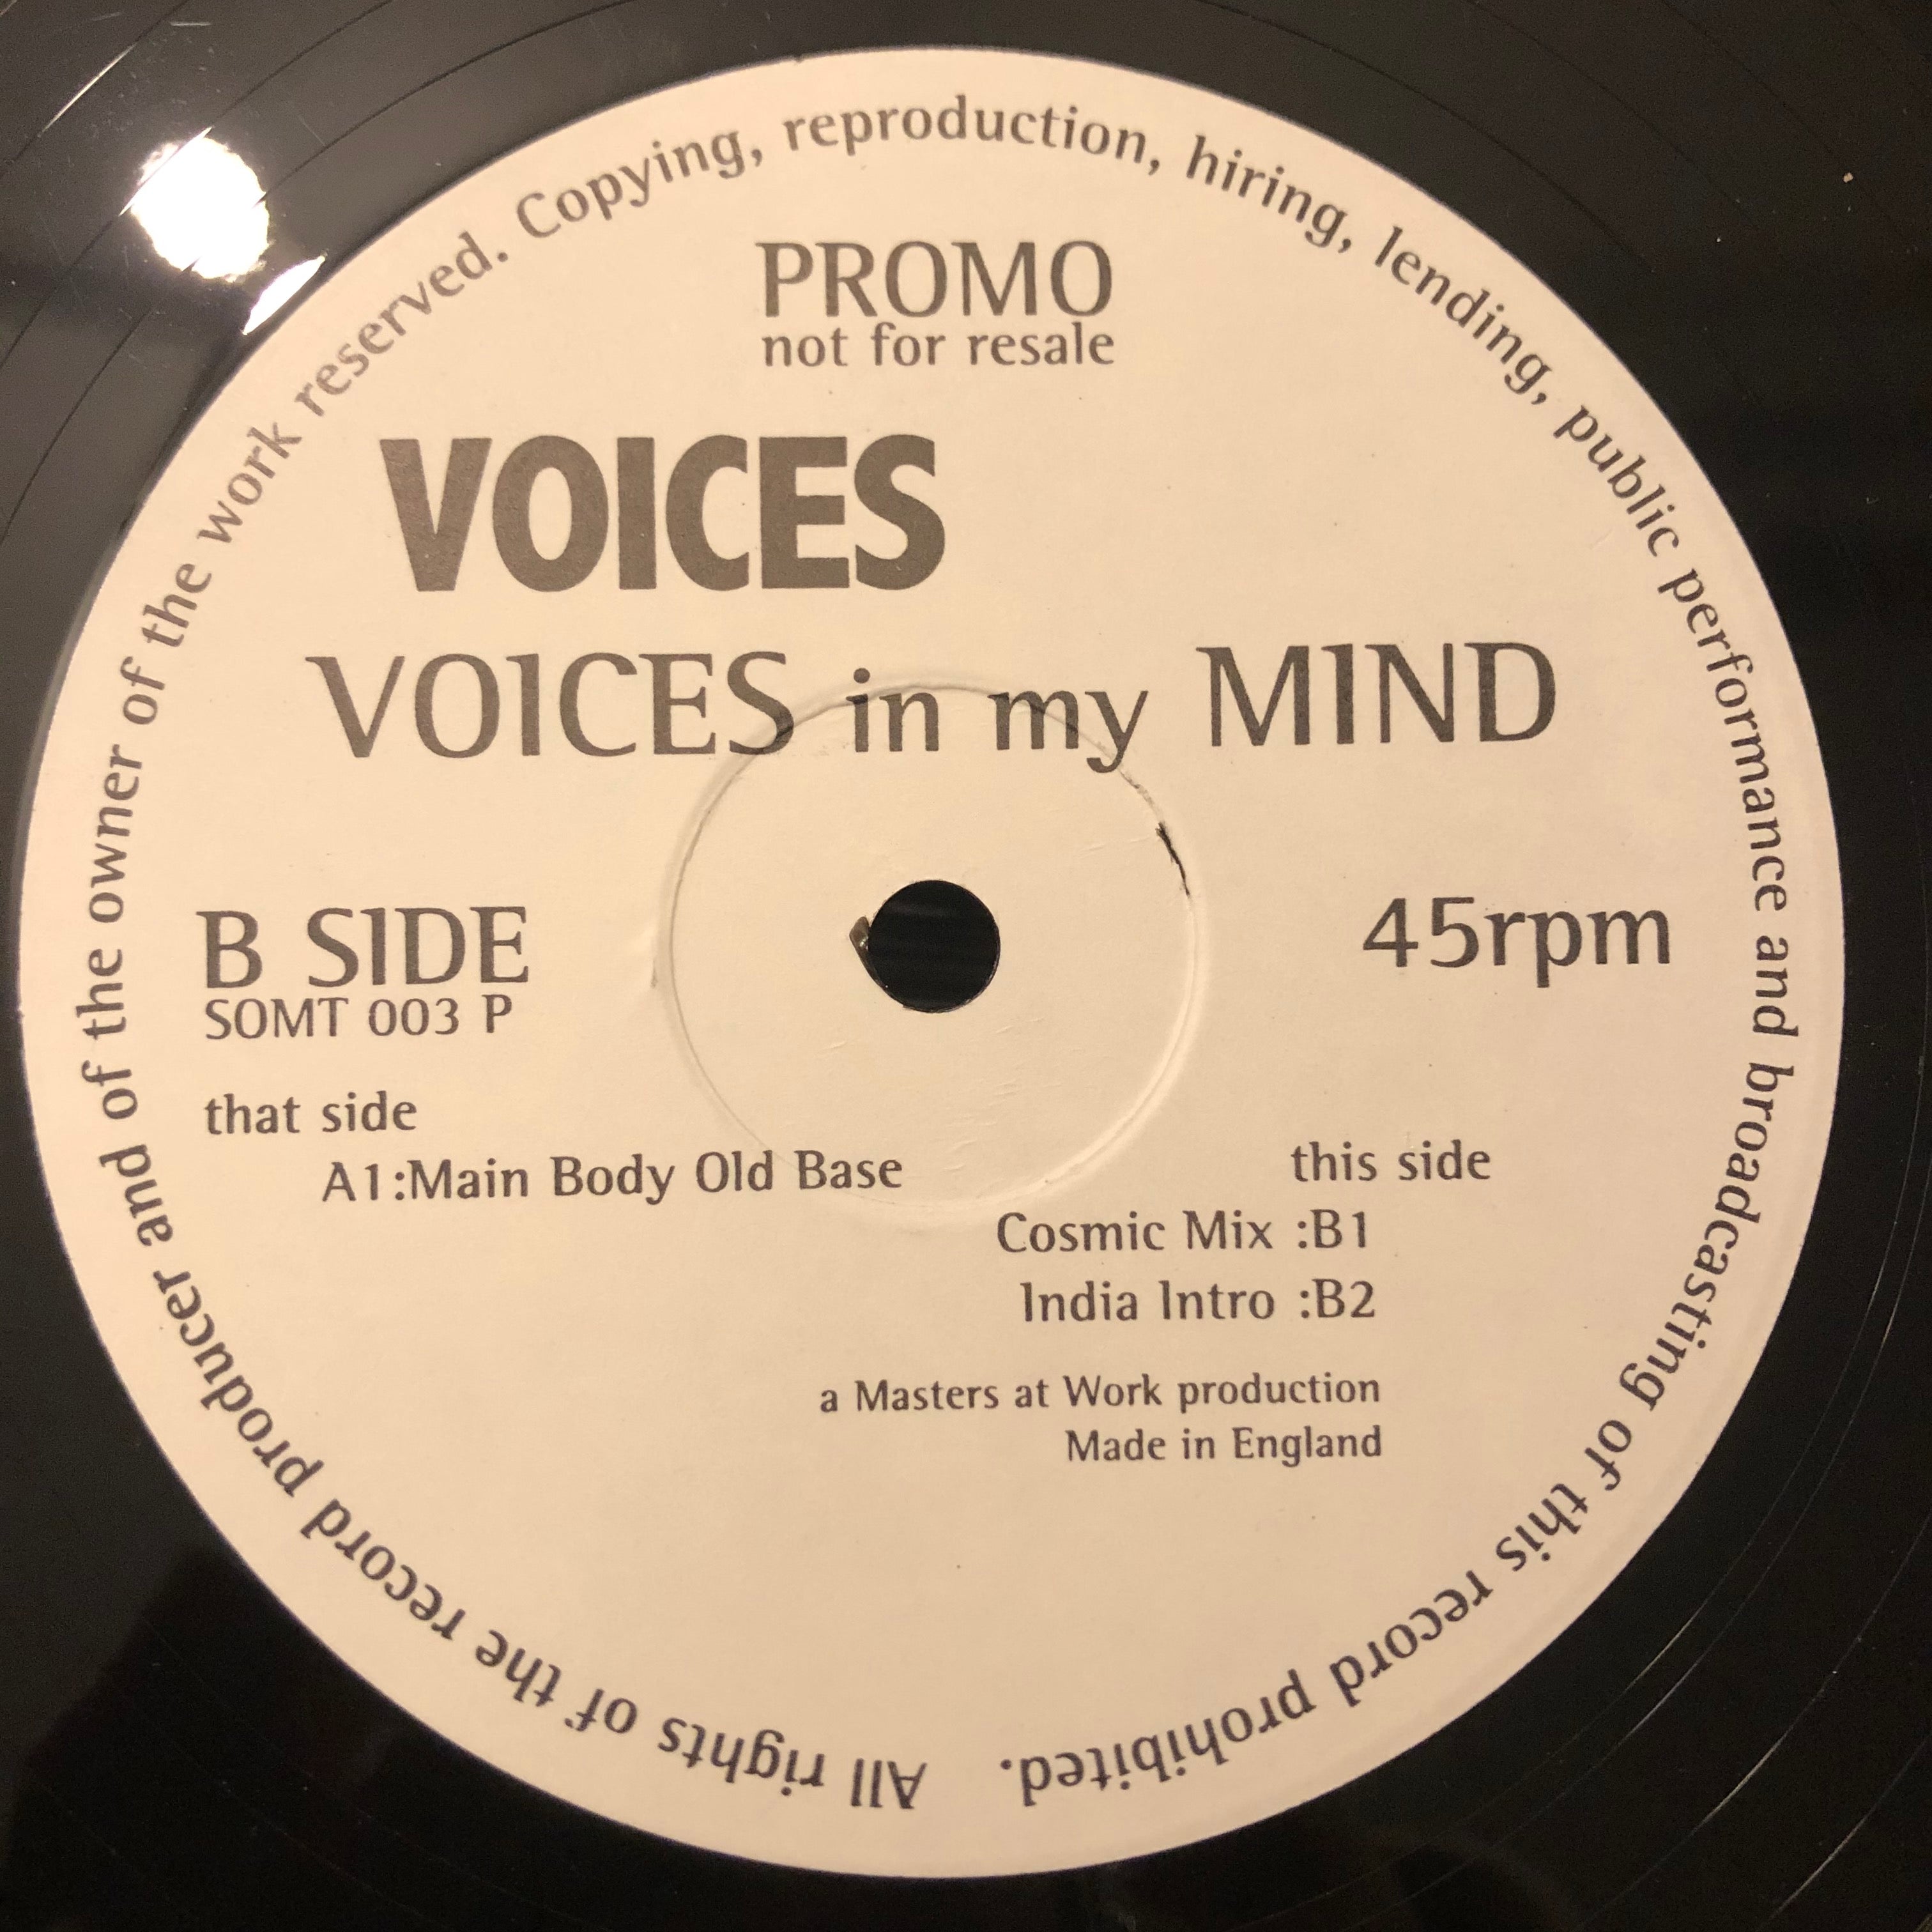 All rights of the record producer and of the owner of the work reserved. Copying, reproduction, hiring, lending, public performance and broadcasting of this record prohibited.
PROMO
not for resale
VOICES
VOICES in my MIND
B SIDE
SOMT 003 P
45rpm
that side
A1:Main Body Old Base
this side
Cosmic Mix :B1
India Intro :B2
a Masters at Work production
Made in England